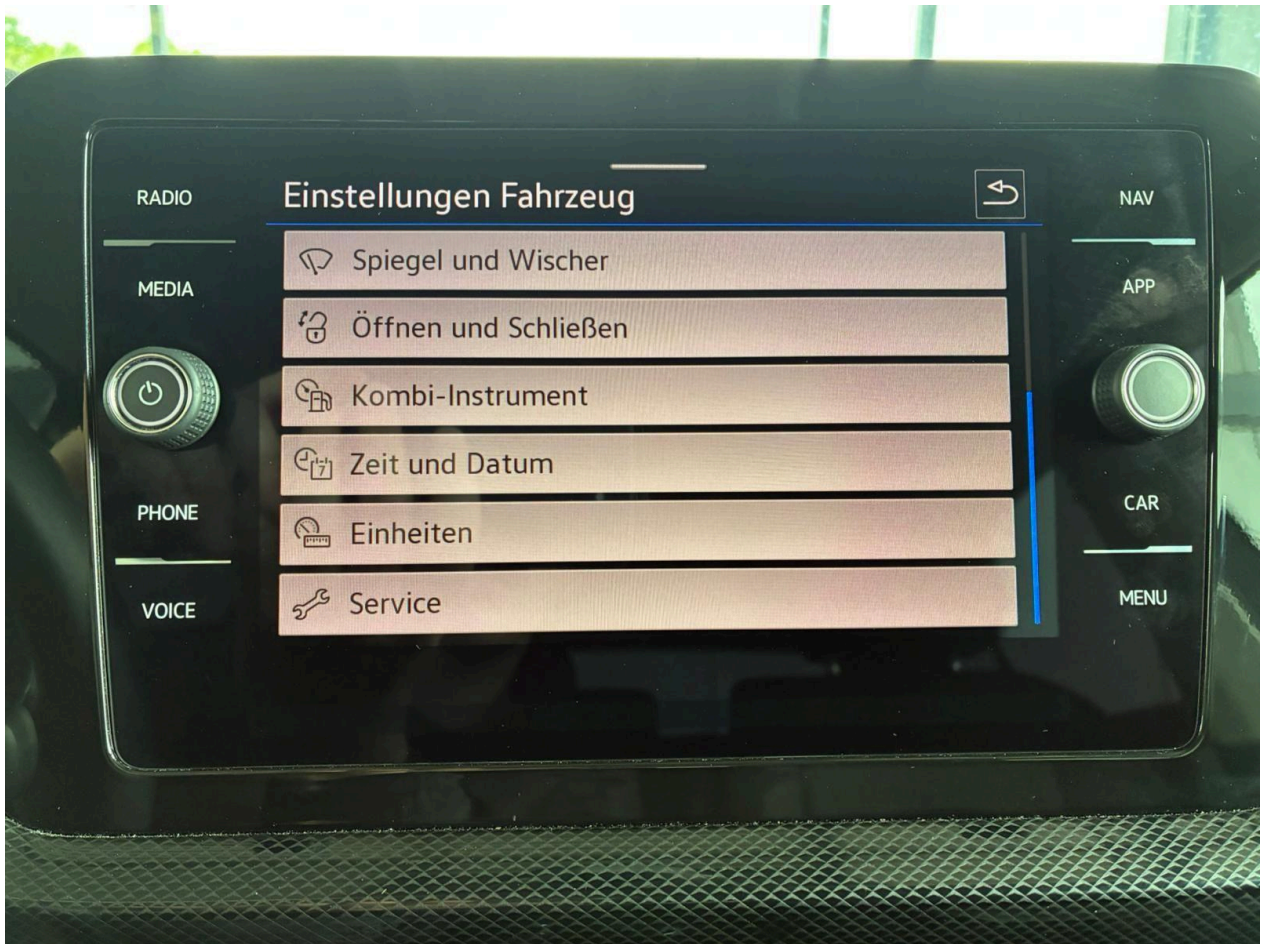 RADIO
MEDIA
PHONE
VOICE
Einstellungen Fahrzeug
Spiegel und Wischer
Öffnen und Schließen
Kombi-Instrument
7
Zeit und Datum
Einheiten
Service
NAV
APP
CAR
MENU